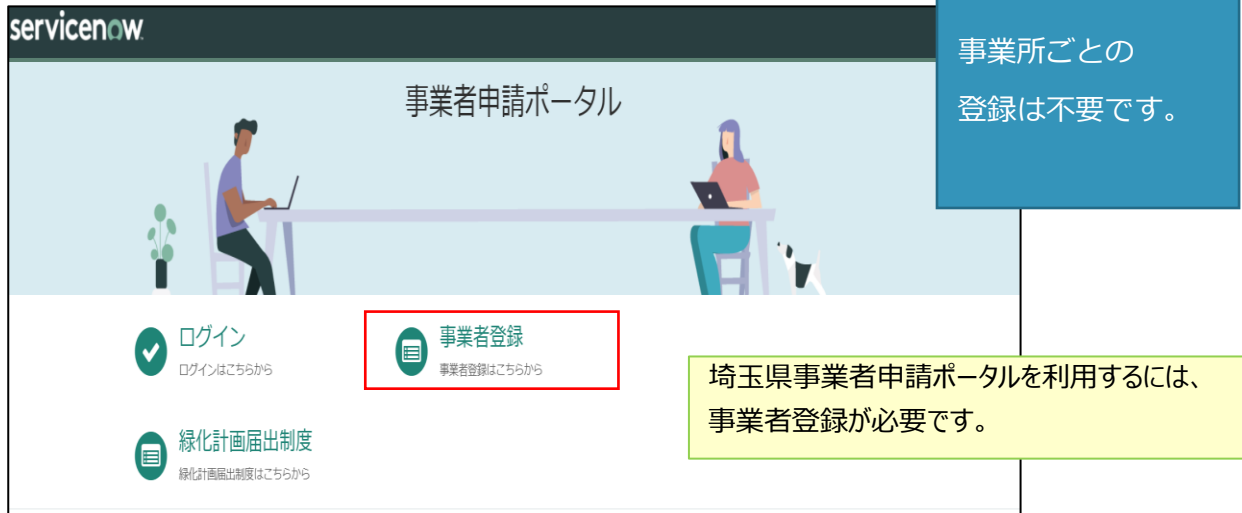 servicenow
事業所ごとの
登録は不要です。
事業者申請ポータル
ログイン
ログインはこちらから
事業者登録
事業者登録はこちらから
埼玉県事業者申請ポータルを利用するには、
事業者登録が必要です。
緑化計画届出制度
緑化計画届出制度はこちらから